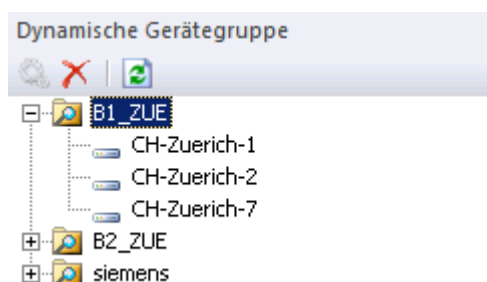 Dynamische Gerätegruppe
B1_ZUE
CH-Zuerich-1
CH-Zuerich-2
CH-Zuerich-7
B2_ZUE
siemens